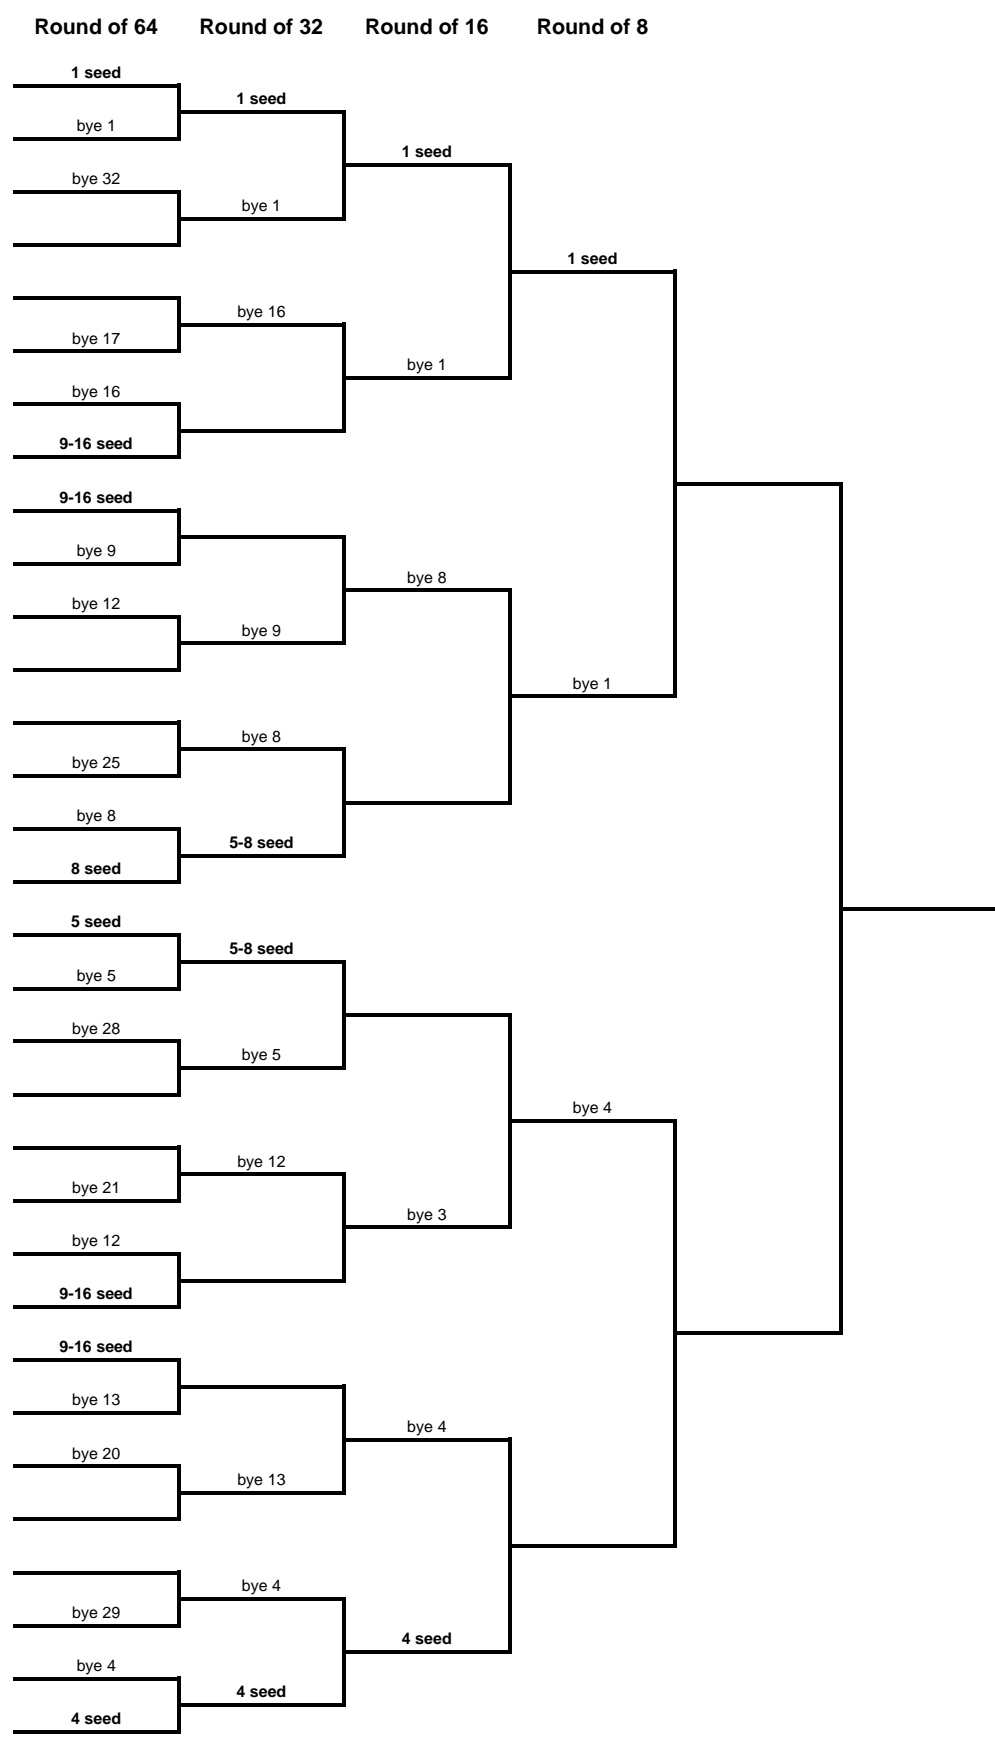 Round of 64 Round of 32 Round of 16 Round of 8
1 seed
1 seed
bye 1
1 seed
bye 32
bye 1
1 seed
bye 16
bye 17
bye 1
bye 16
9-16 seed
9-16 seed
bye 9
bye 8
bye 12
bye 9
bye 1
bye 8
bye 25
bye 8
5-8 seed
8 seed
5 seed
5-8 seed
bye 5
bye 28
bye 5
bye 4
bye 12
bye 21
bye 3
bye 12
9-16 seed
9-16 seed
bye 13
bye 4
bye 20
bye 13
bye 4
bye 29
4 seed
bye 4
4 seed
4 seed